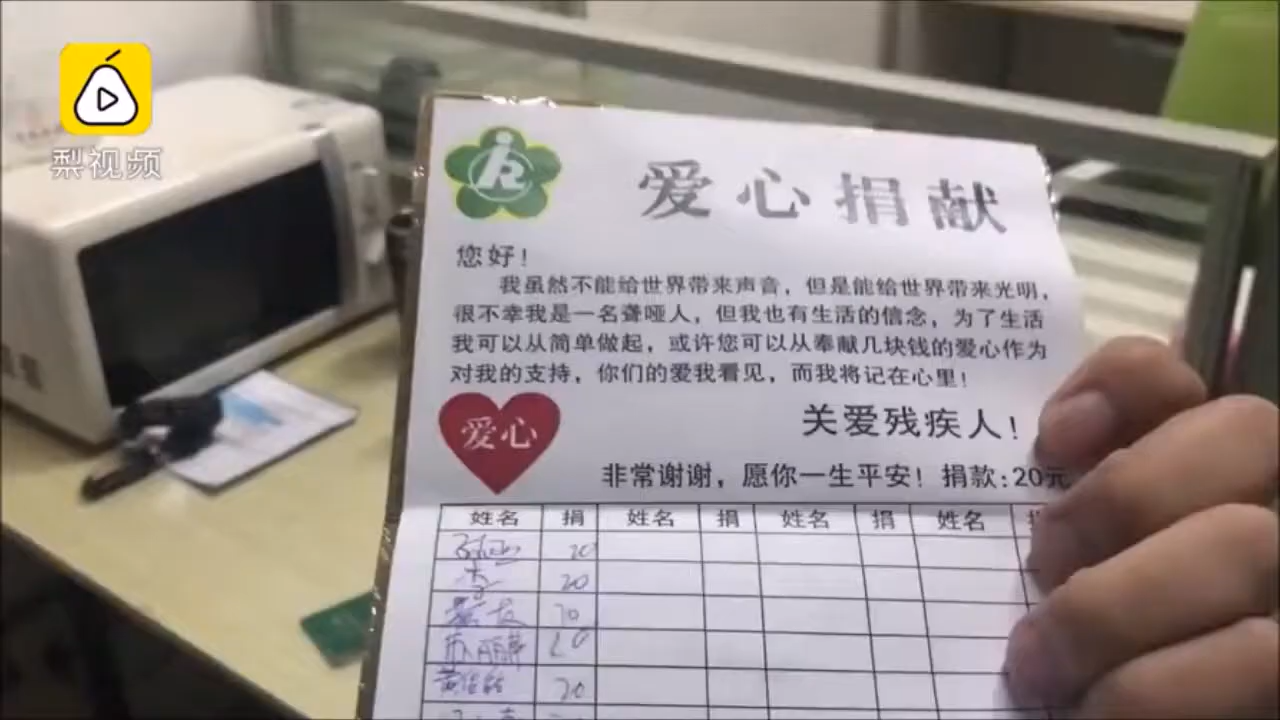 梨视频
爱心捐献
您好！
我虽然不能给世界带来声音，但是能给世界带来光明，
很不幸我是一名聋哑人，但我也有生活的信念，为了生活
我可以从简单做起，或许您可以从奉献几块钱的爱心作为
对我的支持，你们的爱我看见，而我将记在心里！
爱心
关爱残疾人！
非常谢谢，愿你一生平安！捐款：20元
姓名 捐 姓名 捐 姓名 捐 姓名
20
20
20
20